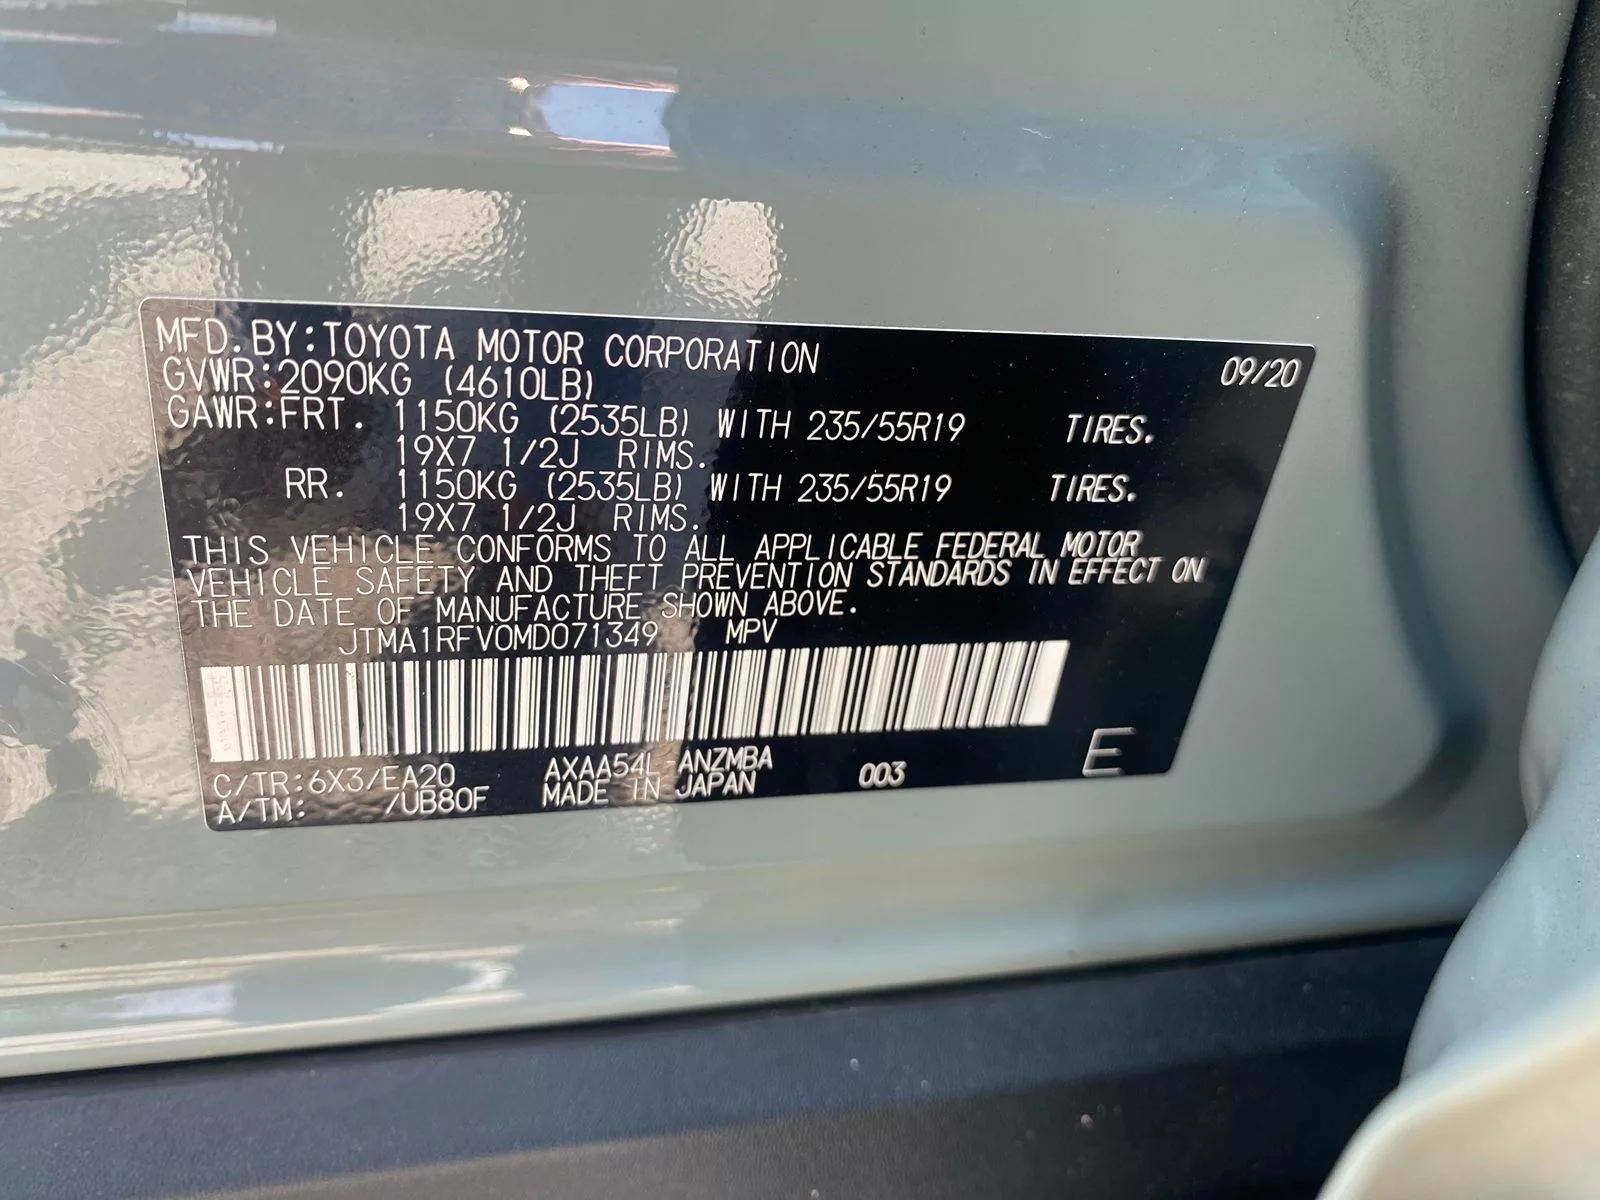 MFD.BY:TOYOTA MOTOR CORPORATION 09/20
GVWR:2090KG (4610LB)
GAWR:FRT. 1150KG (2535LB) WITH 235/55R19 TIRES.
19X7 1/2J RIMS.
RR. 1150KG (2535LB) WITH 235/55R19 TIRES.
19X7 1/2J RIMS.
THIS VEHICLE CONFORMS TO ALL APPLICABLE FEDERAL MOTOR
VEHICLE SAFETY AND THEFT PREVENTION STANDARDS IN EFFECT ON
THE DATE OF MANUFACTURE SHOWN ABOVE.
JTMA1RFV0MD071349 MPV
C/TR:6X3/EA20 AXAA54L-ANZMBA 003 E
A/TM: /UB80F MADE IN JAPAN